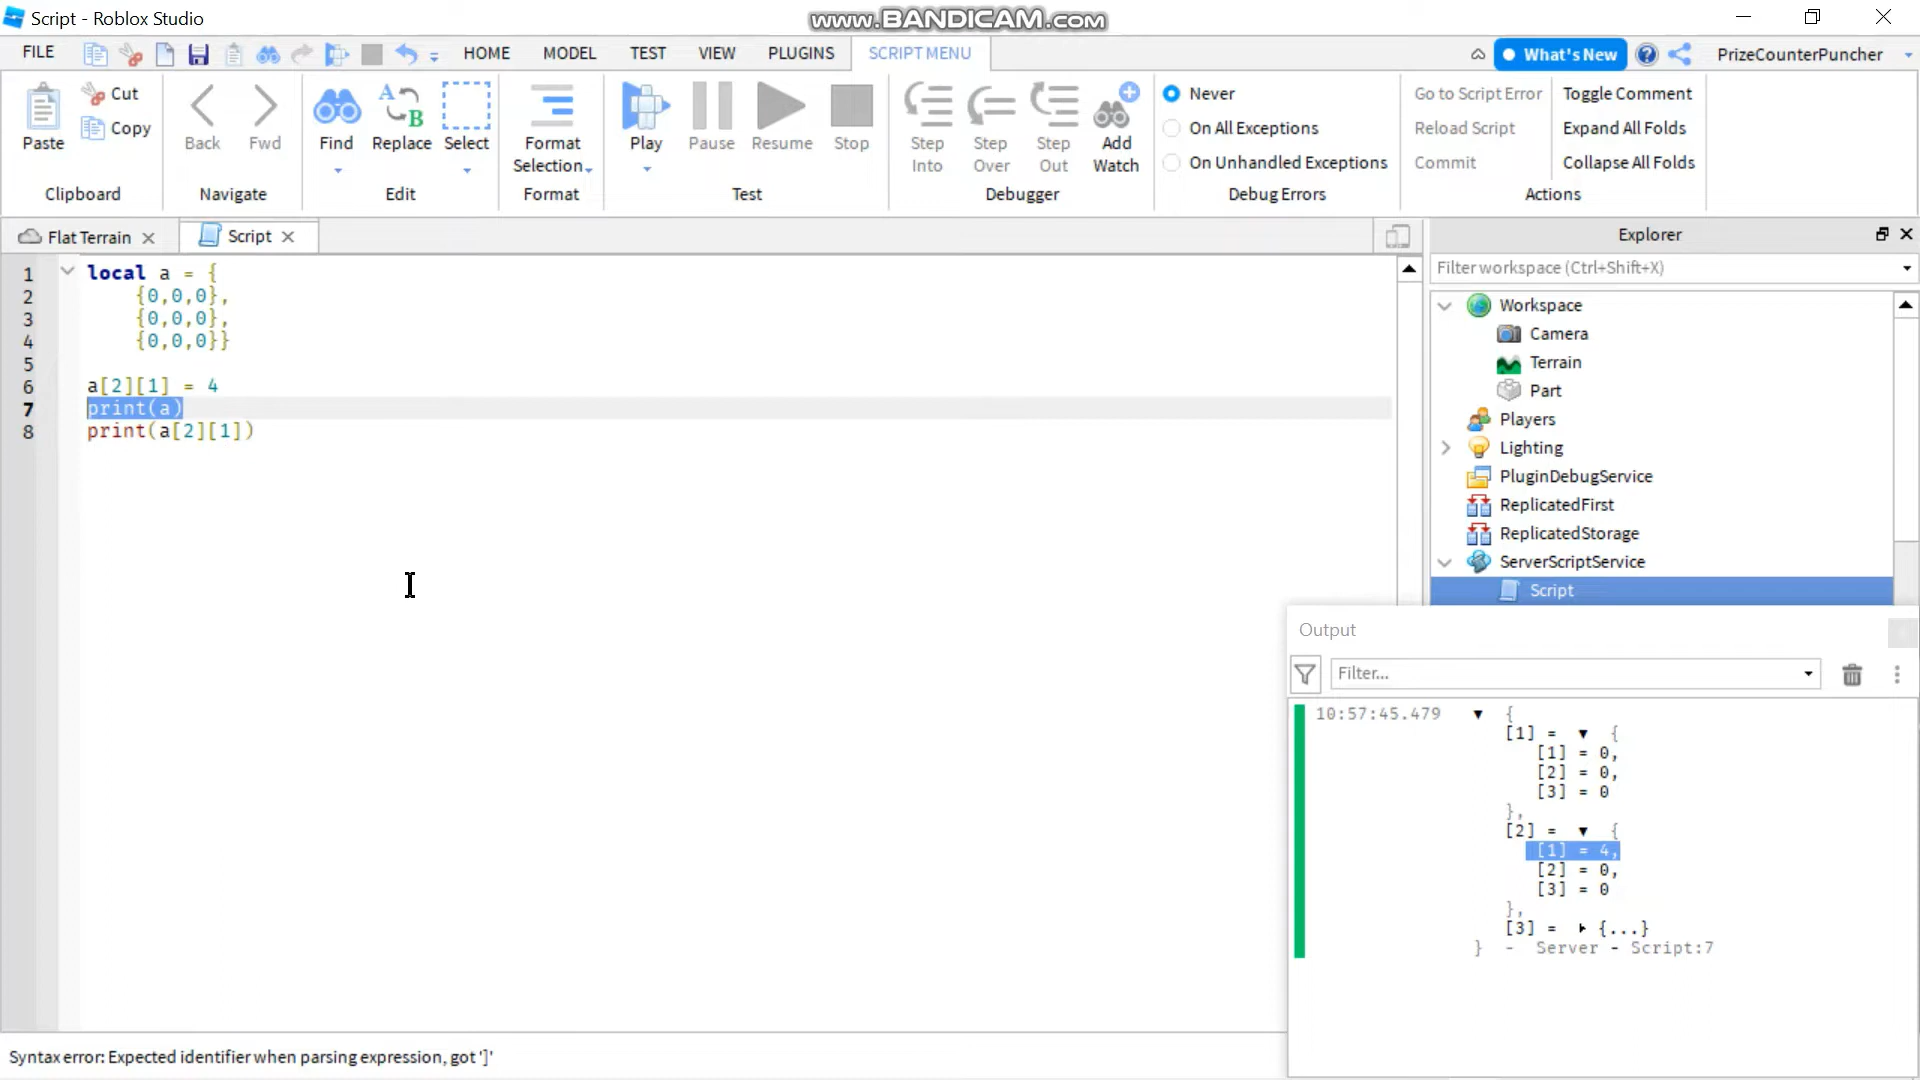 Script - Roblox Studio
www.BANDICAM.com
FILE
HOME
MODEL
TEST
VIEW
PLUGINS
SCRIPT MENU
What's New
PrizeCounterPuncher
Paste
Cut
Copy
Clipboard
Back
Fwd
Navigate
Find
Replace
Select
Edit
Format
Selection
Format
Play
Pause
Resume
Stop
Test
Step
Into
Step
Over
Step
Out
Add
Watch
Debugger
Never
On All Exceptions
On Unhandled Exceptions
Debug Errors
Go to Script Error
Reload Script
Commit
Toggle Comment
Expand All Folds
Collapse All Folds
Actions
Flat Terrain
Script
1 local a = {
2 {0,0,0},
3 {0,0,0},
4 {0,0,0}}
5
6 a[2][1] = 4
7 print(a)
8 print(a[2][1])
Explorer
Filter workspace (Ctrl+Shift+X)
Workspace
Camera
Terrain
Part
Players
Lighting
PluginDebugService
ReplicatedFirst
ReplicatedStorage
ServerScriptService
Script
Output
Filter...
10:57:45.479 ▼ {
[1] = ▼ {
[1] = 0,
[2] = 0,
[3] = 0
},
[2] = ▼ {
[1] = 4,
[2] = 0,
[3] = 0
},
[3] = ▶ {...}
} - Server - Script:7
Syntax error: Expected identifier when parsing expression, got ']'